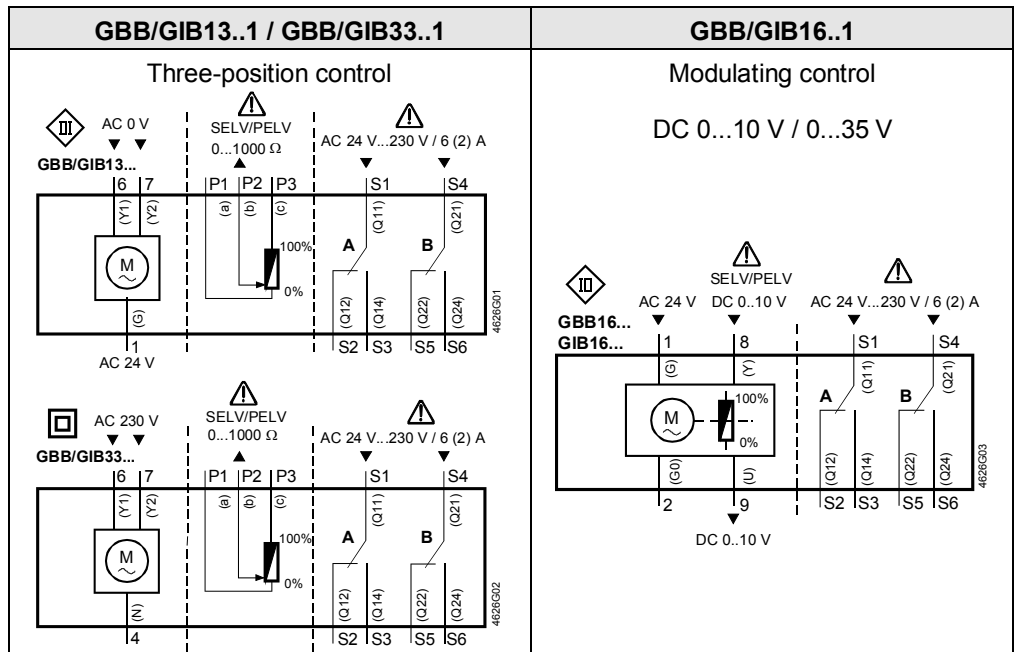 GBB/GIB13..1 / GBB/GIB33..1
Three-position control
III
AC 0 V
SELV/PELV
0...1000 Ω
AC 24 V...230 V / 6 (2) A
GBB/GIB13...
6 7 P1 P2 P3 S1 S4
(Y1) (Y2) (a) (b) (c) (Q11) (Q21)
A B
M
100%
0%
(G) (Q12) (Q14) (Q22) (Q24)
1 S2 S3 S5 S6
AC 24 V
4626G01
AC 230 V
SELV/PELV
0...1000 Ω
AC 24 V...230 V / 6 (2) A
GBB/GIB33...
6 7 P1 P2 P3 S1 S4
(Y1) (Y2) (a) (b) (c) (Q11) (Q21)
A B
M
100%
0%
(N) (Q12) (Q14) (Q22) (Q24)
4 S2 S3 S5 S6
4626G02
GBB/GIB16..1
Modulating control
DC 0...10 V / 0...35 V
III
SELV/PELV
AC 24 V DC 0..10 V AC 24 V...230 V / 6 (2) A
GBB16...
GIB16...
1 8 S1 S4
(G) (Y) (Q11) (Q21)
A B
M
100%
0%
(G0) (U) (Q12) (Q14) (Q22) (Q24)
2 9 S2 S3 S5 S6
DC 0..10 V
4626G03